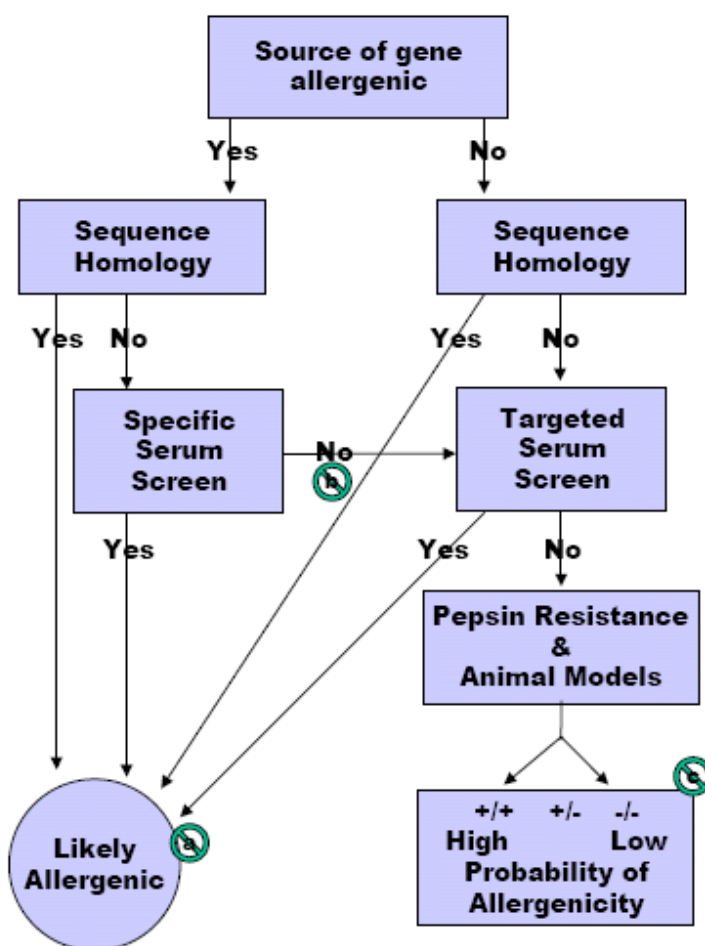 Source of gene
allergenic
Yes
No
Sequence
Homology
Sequence
Homology
Yes
No
Yes
No
Specific
Serum
Screen
No
b
Targeted
Serum
Screen
Yes
Yes
No
Pepsin Resistance
&
Animal Models
c
+/+ +/- -/-
High Low
Probability of
Allergenicity
a
Likely
Allergenic